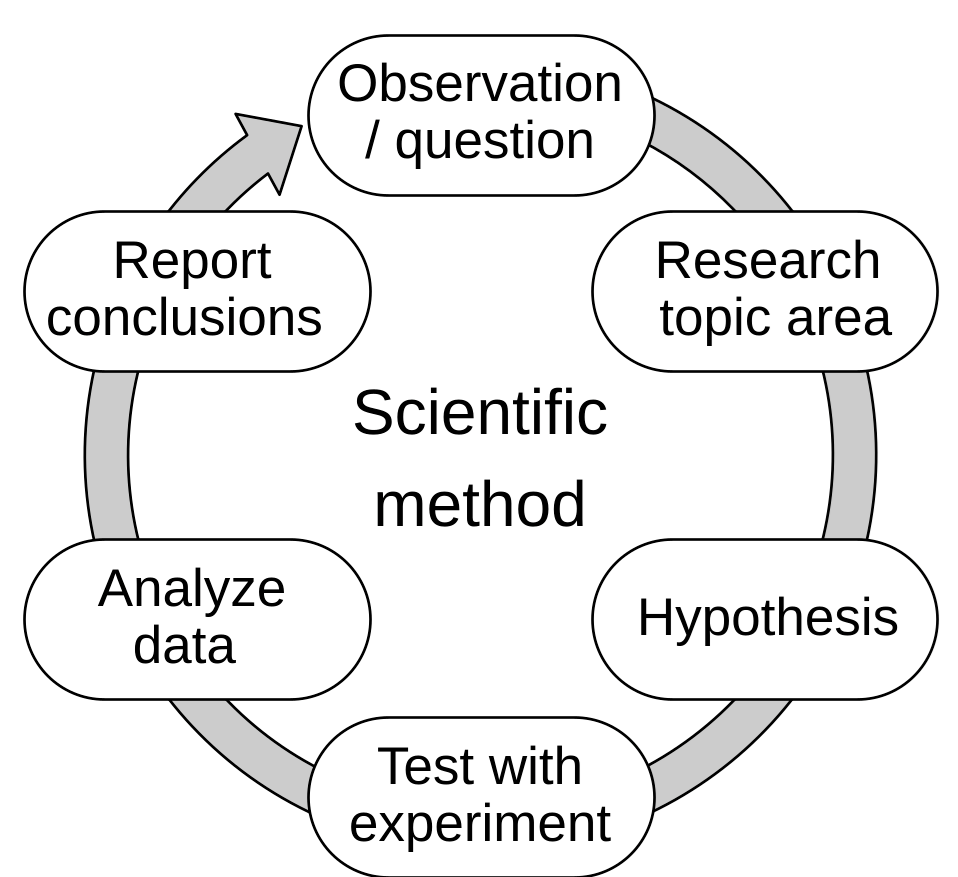 Observation
/ question
Research
topic area
Hypothesis
Test with
experiment
Analyze
data
Report
conclusions
Scientific
method